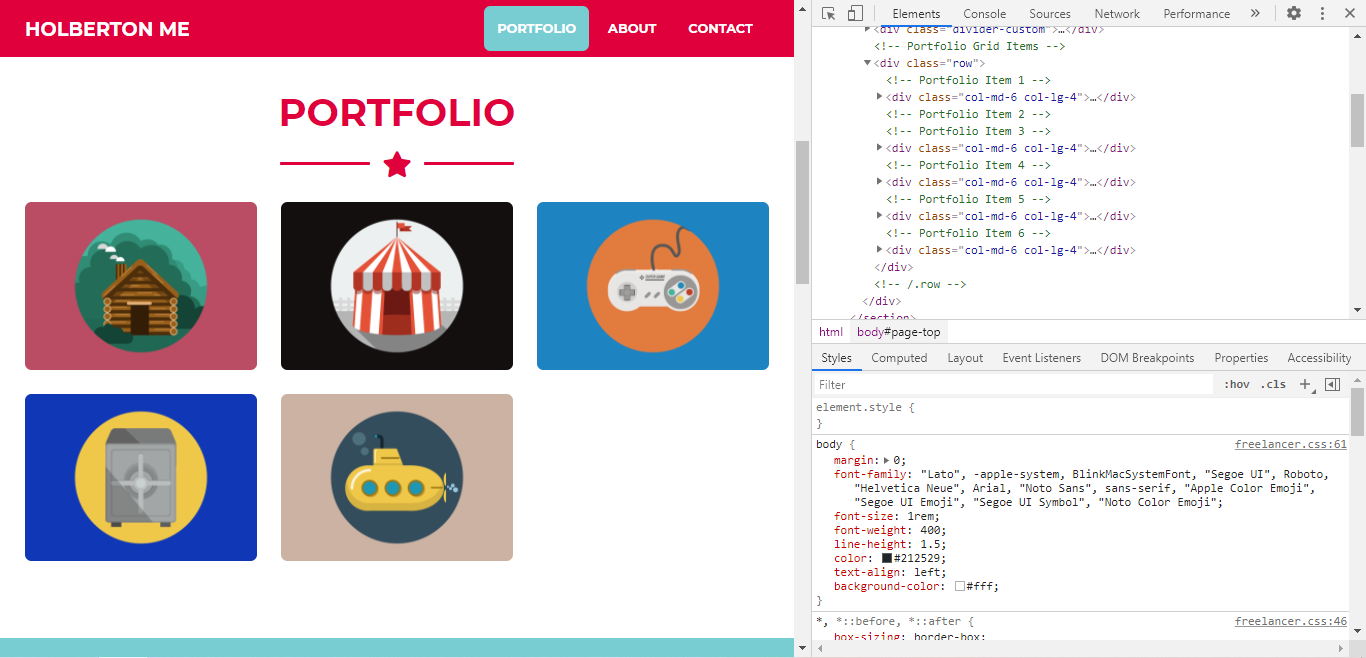 HOLBERTON ME
PORTFOLIO
ABOUT
CONTACT
PORTFOLIO
Elements Console Sources Network Performance »
<div class="divider-custom">…</div>
<!-- Portfolio Grid Items -->
<div class="row">
<!-- Portfolio Item 1 -->
<div class="col-md-6 col-lg-4">…</div>
<!-- Portfolio Item 2 -->
<!-- Portfolio Item 3 -->
<div class="col-md-6 col-lg-4">…</div>
<!-- Portfolio Item 4 -->
<div class="col-md-6 col-lg-4">…</div>
<!-- Portfolio Item 5 -->
<div class="col-md-6 col-lg-4">…</div>
<!-- Portfolio Item 6 -->
<div class="col-md-6 col-lg-4">…</div>
</div>
<!-- /.row -->
</div>
</section>
html body#page-top
Styles Computed Layout Event Listeners DOM Breakpoints Properties Accessibility
Filter :hov .cls +
element.style {
}
body { freelancer.css:61
margin: 0;
font-family: "Lato", -apple-system, BlinkMacSystemFont, "Segoe UI", Roboto,
"Helvetica Neue", Arial, "Noto Sans", sans-serif, "Apple Color Emoji",
"Segoe UI Emoji", "Segoe UI Symbol", "Noto Color Emoji";
font-size: 1rem;
font-weight: 400;
line-height: 1.5;
color: #212529;
text-align: left;
background-color: #fff;
}
*, *::before, *::after { freelancer.css:46
box-sizing: border-box;